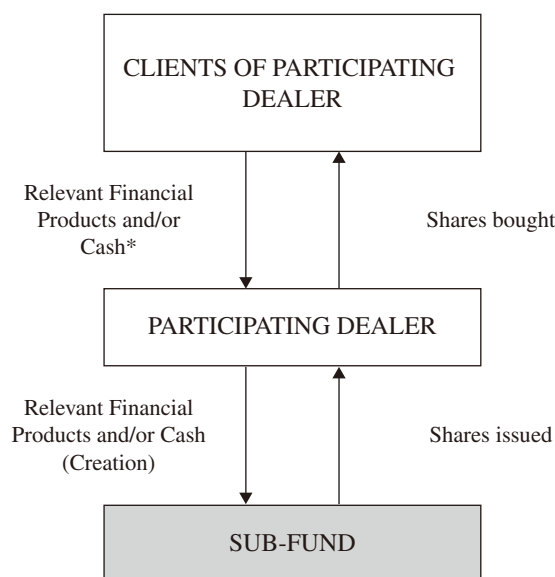 CLIENTS OF PARTICIPATING
DEALER
Relevant Financial
Products and/or
Cash*
Shares bought
PARTICIPATING DEALER
Relevant Financial
Products and/or Cash
(Creation)
Shares issued
SUB-FUND